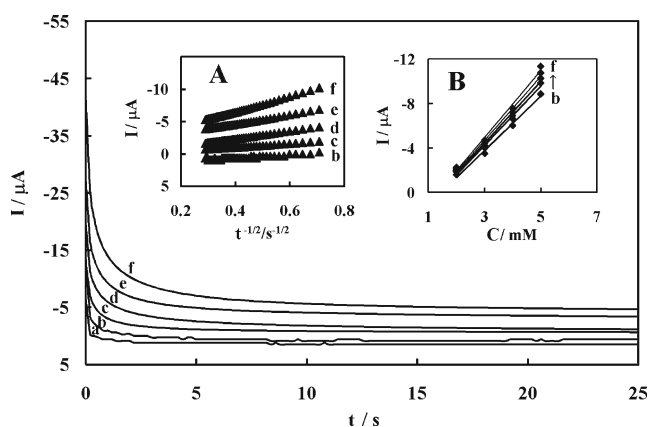 -55
-45
-35
-25
-15
-5
5
I / µA
0
5
10
15
20
25
t / s
f
e
d
c
b
a
A
-10
-5
0
5
I / µA
0.2
0.4
0.6
0.8
t -1/2/s-1/2
f
e
d
c
b
B
-12
-8
-4
0
I / µA
1
3
5
7
C/ mM
f
↑
b